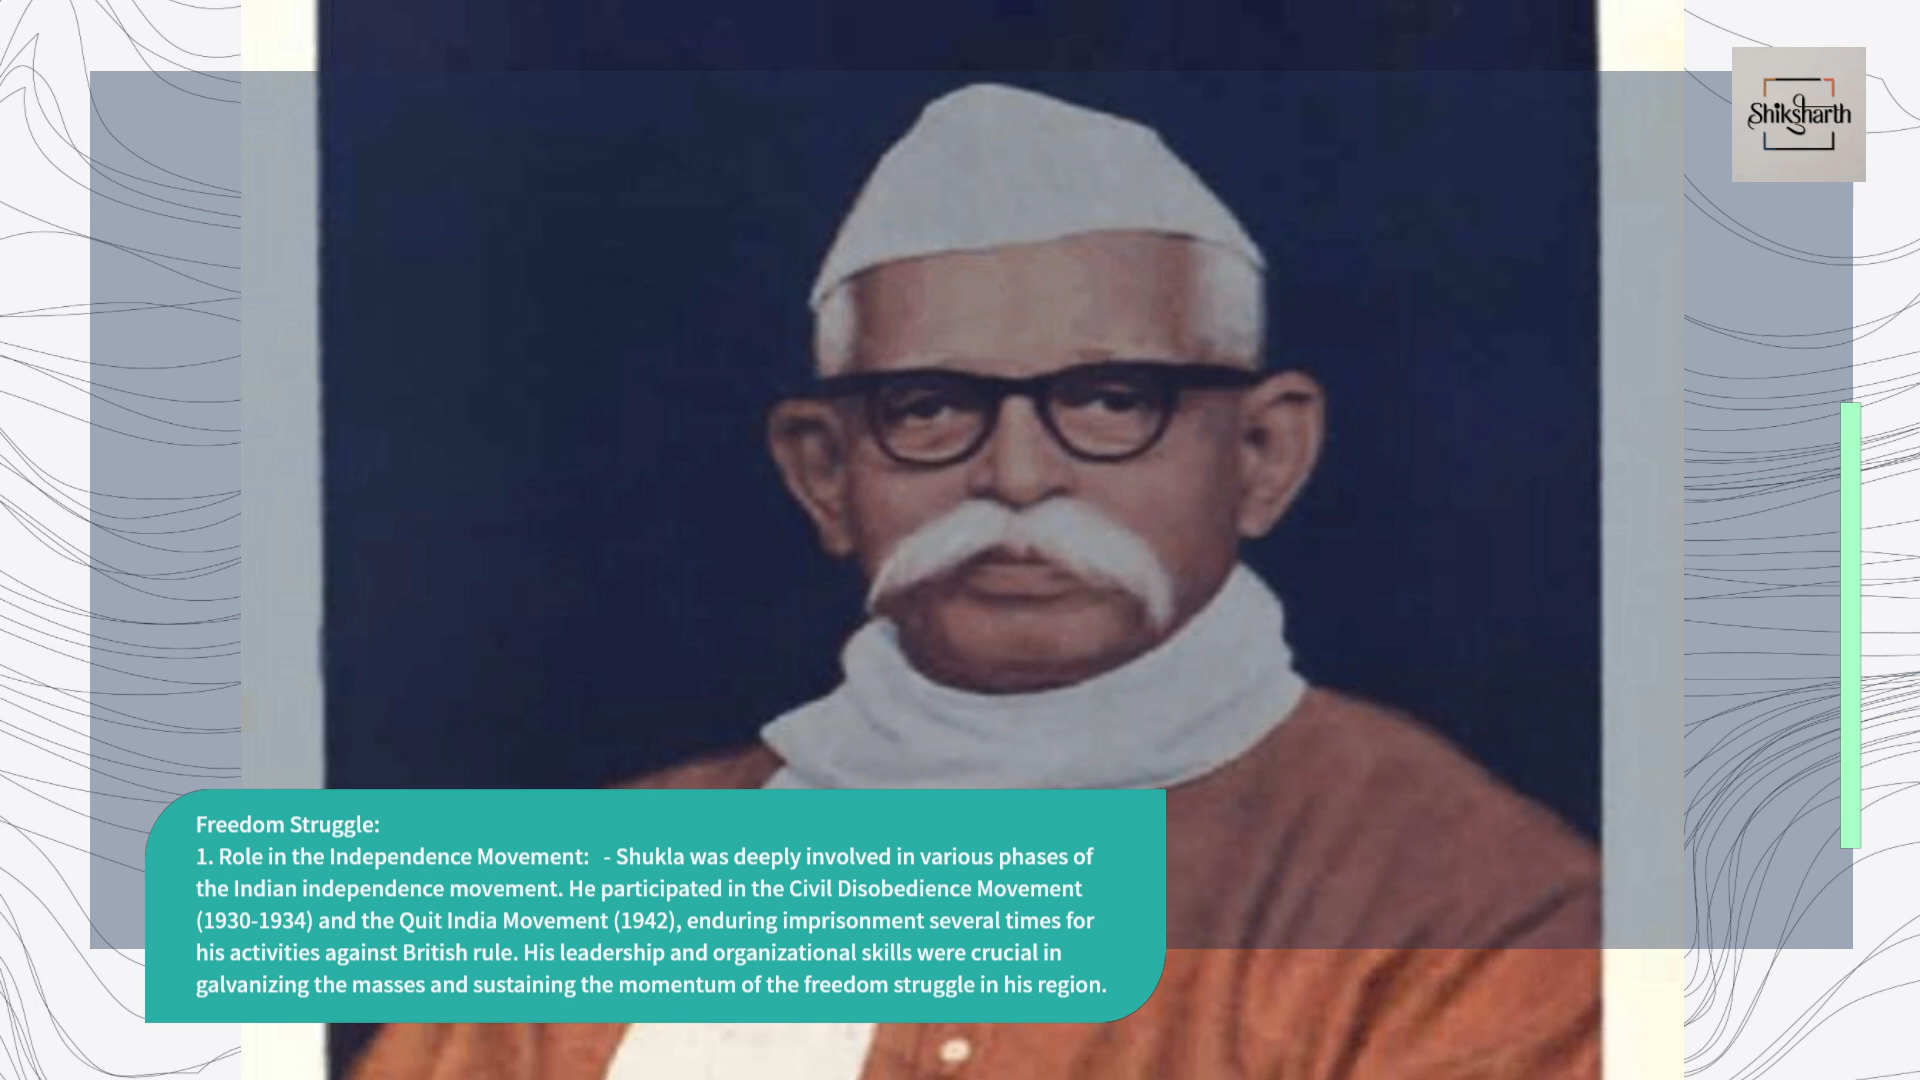 Shiksharth
Freedom Struggle:
1. Role in the Independence Movement:   - Shukla was deeply involved in various phases of
the Indian independence movement. He participated in the Civil Disobedience Movement
(1930-1934) and the Quit India Movement (1942), enduring imprisonment several times for
his activities against British rule. His leadership and organizational skills were crucial in
galvanizing the masses and sustaining the momentum of the freedom struggle in his region.